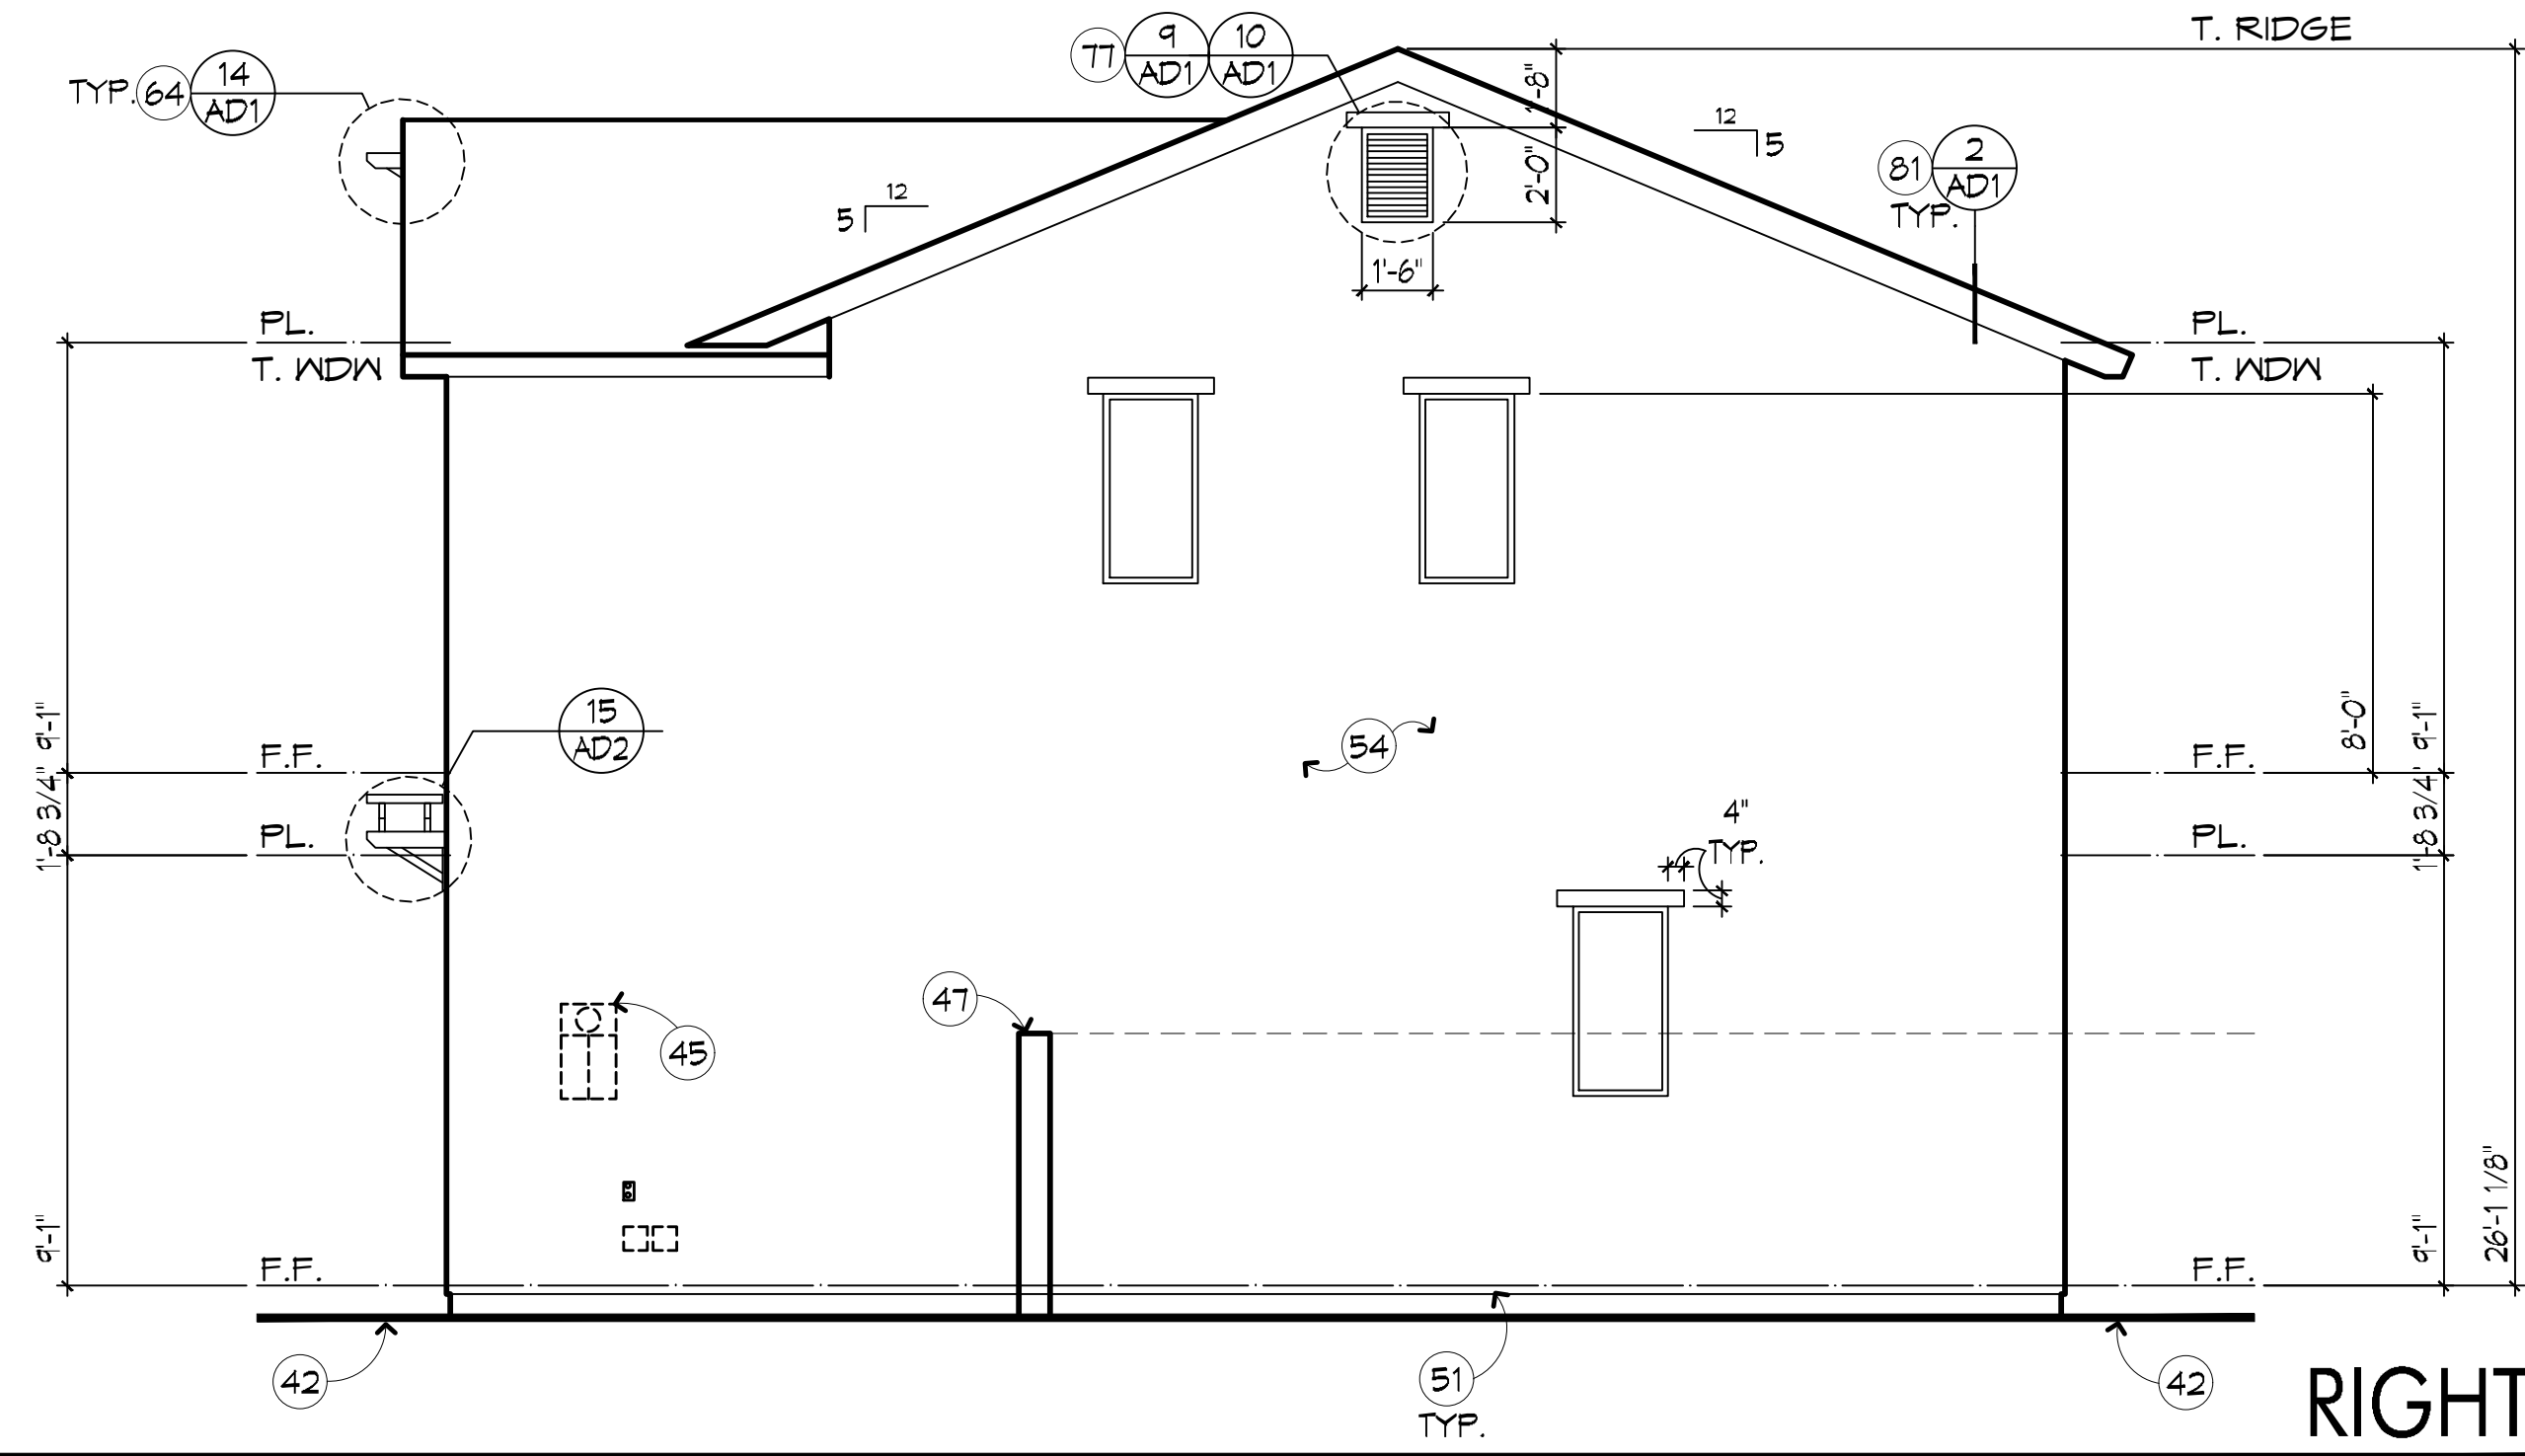 T. RIDGE
77 9 AD1 10 AD1
TYP. 64 14 AD1
1'-8"
12
5
2'-0"
81 2 AD1
TYP.
12
5
1'-6"
PL.
T. WDW
PL.
T. WDW
15 AD2
54
9'-1"
8'-0"
9'-1"
F.F.
F.F.
1'-8 3/4"
1'-8 3/4"
4"
TYP.
PL.
PL.
47
45
26'-1 1/8"
9'-1"
9'-1"
F.F.
F.F.
42
51
TYP.
42
RIGHT